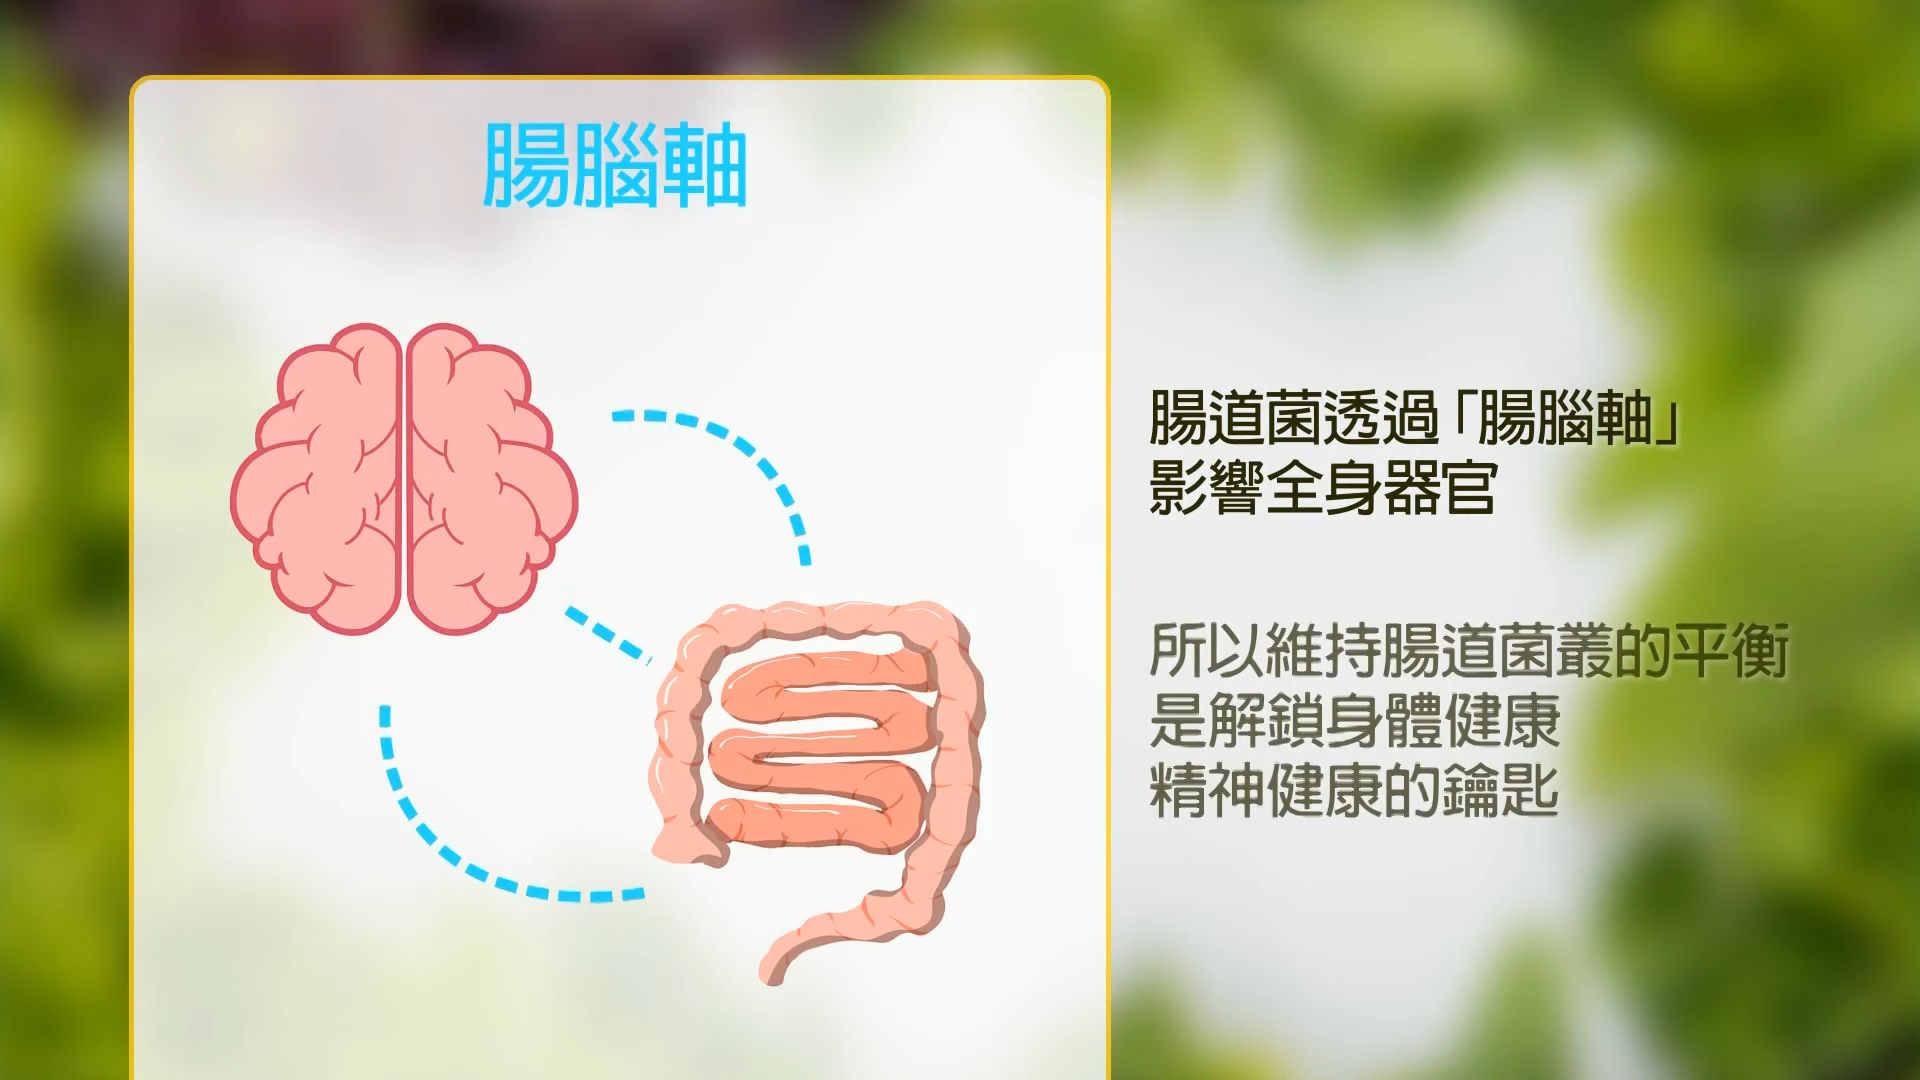 腸腦軸
腸道菌透過「腸腦軸」
影響全身器官
所以維持腸道菌叢的平衡
是解鎖身體健康
精神健康的鑰匙